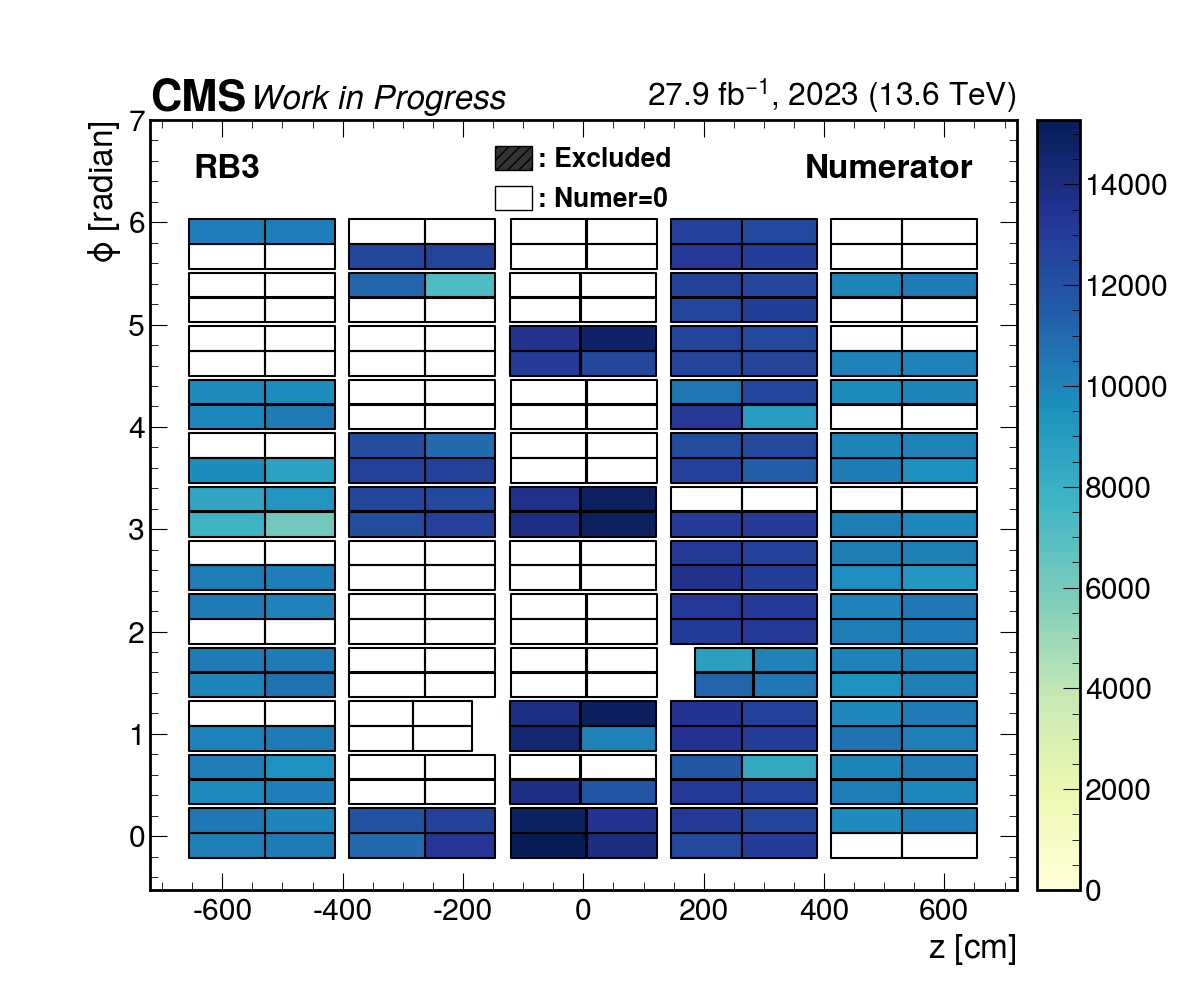 CMS Work in Progress 27.9 fb⁻¹, 2023 (13.6 TeV)
RB3 : Excluded Numerator
: Numer=0
ϕ [radian]
7
6
5
4
3
2
1
0
-600 -400 -200 0 200 400 600
z [cm]
14000
12000
10000
8000
6000
4000
2000
0